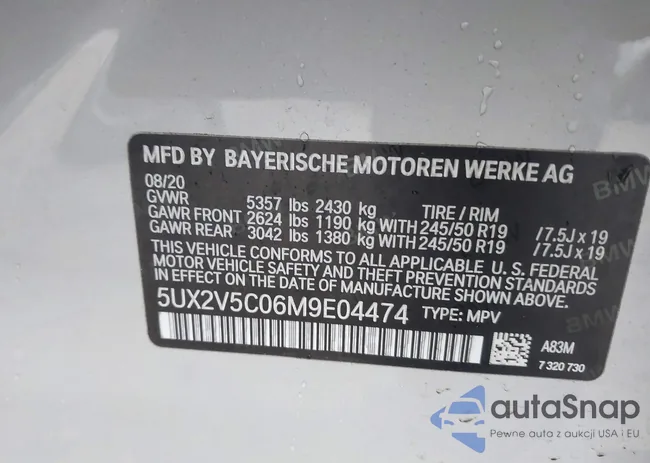 MFD BY BAYERISCHE MOTOREN WERKE AG
08/20
GVWR 5357 lbs 2430 kg TIRE / RIM
GAWR FRONT 2624 lbs 1190 kg WITH 245/50 R19 / 7.5J x 19
GAWR REAR 3042 lbs 1380 kg WITH 245/50 R19 / 7.5J x 19
THIS VEHICLE CONFORMS TO ALL APPLICABLE U. S. FEDERAL
MOTOR VEHICLE SAFETY AND THEFT PREVENTION STANDARDS
IN EFFECT ON THE DATE OF MANUFACTURE SHOWN ABOVE.
5UX2V5C06M9E04474 TYPE: MPV
A83M
7 320 730
autaSnap
Pewne auta z aukcji USA i EU